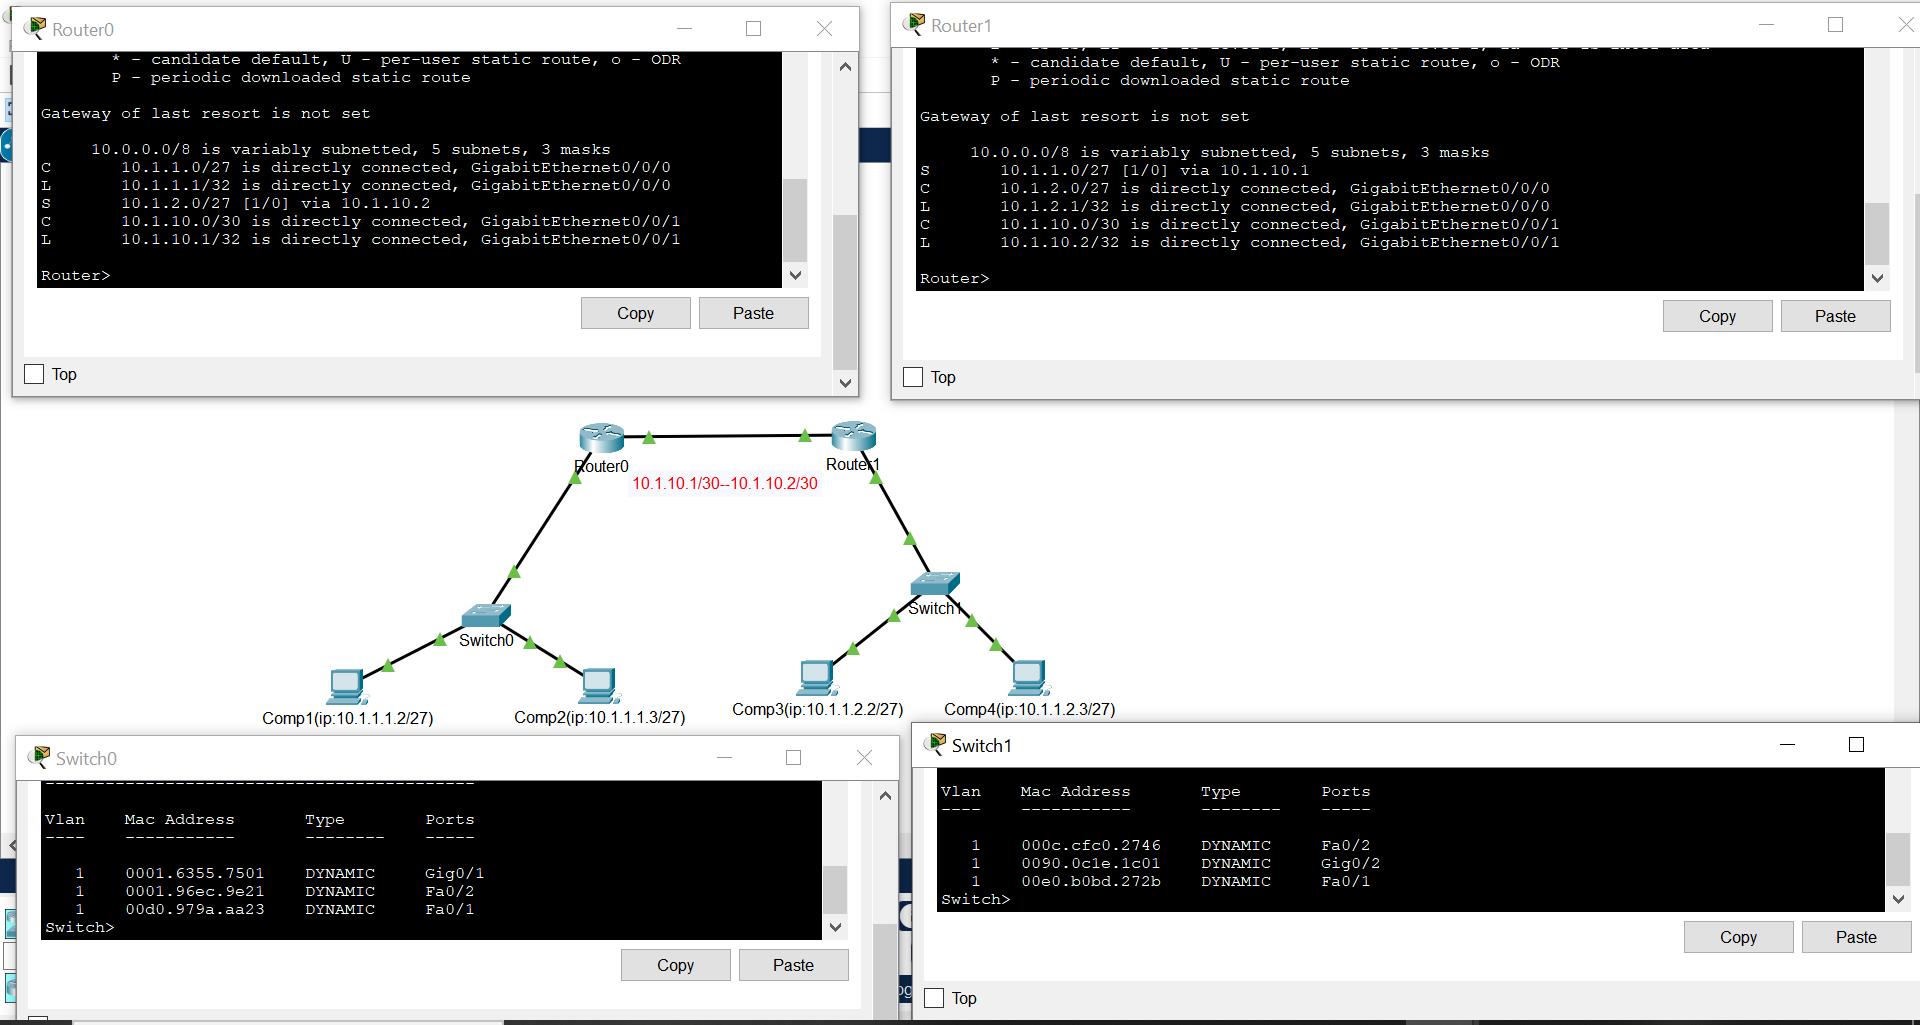 Router0
* - candidate default, U - per-user static route, o - ODR
P - periodic downloaded static route
Gateway of last resort is not set
10.0.0.0/8 is variably subnetted, 5 subnets, 3 masks
C 10.1.1.0/27 is directly connected, GigabitEthernet0/0/0
L 10.1.1.1/32 is directly connected, GigabitEthernet0/0/0
S 10.1.2.0/27 [1/0] via 10.1.10.2
C 10.1.10.0/30 is directly connected, GigabitEthernet0/0/1
L 10.1.10.1/32 is directly connected, GigabitEthernet0/0/1
Router>
Copy Paste
Top
Router1
* - candidate default, U - per-user static route, o - ODR
P - periodic downloaded static route
Gateway of last resort is not set
10.0.0.0/8 is variably subnetted, 5 subnets, 3 masks
S 10.1.1.0/27 [1/0] via 10.1.10.1
C 10.1.2.0/27 is directly connected, GigabitEthernet0/0/0
L 10.1.2.1/32 is directly connected, GigabitEthernet0/0/0
C 10.1.10.0/30 is directly connected, GigabitEthernet0/0/1
L 10.1.10.2/32 is directly connected, GigabitEthernet0/0/1
Router>
Copy Paste
Top
Router0
Router1
10.1.10.1/30--10.1.10.2/30
Switch0
Switch1
Comp1(ip:10.1.1.1.2/27)
Comp2(ip:10.1.1.1.3/27)
Comp3(ip:10.1.1.2.2/27)
Comp4(ip:10.1.1.2.3/27)
Switch0
-------------------------------------------
Vlan Mac Address Type Ports
---- ----------- -------- -----
1 0001.6355.7501 DYNAMIC Gig0/1
1 0001.96ec.9e21 DYNAMIC Fa0/2
1 00d0.979a.aa23 DYNAMIC Fa0/1
Switch>
Copy Paste
Switch1
Vlan Mac Address Type Ports
---- ----------- -------- -----
1 000c.cfc0.2746 DYNAMIC Fa0/2
1 0090.0c1e.1c01 DYNAMIC Gig0/2
1 00e0.b0bd.272b DYNAMIC Fa0/1
Switch>
Copy Paste
Top